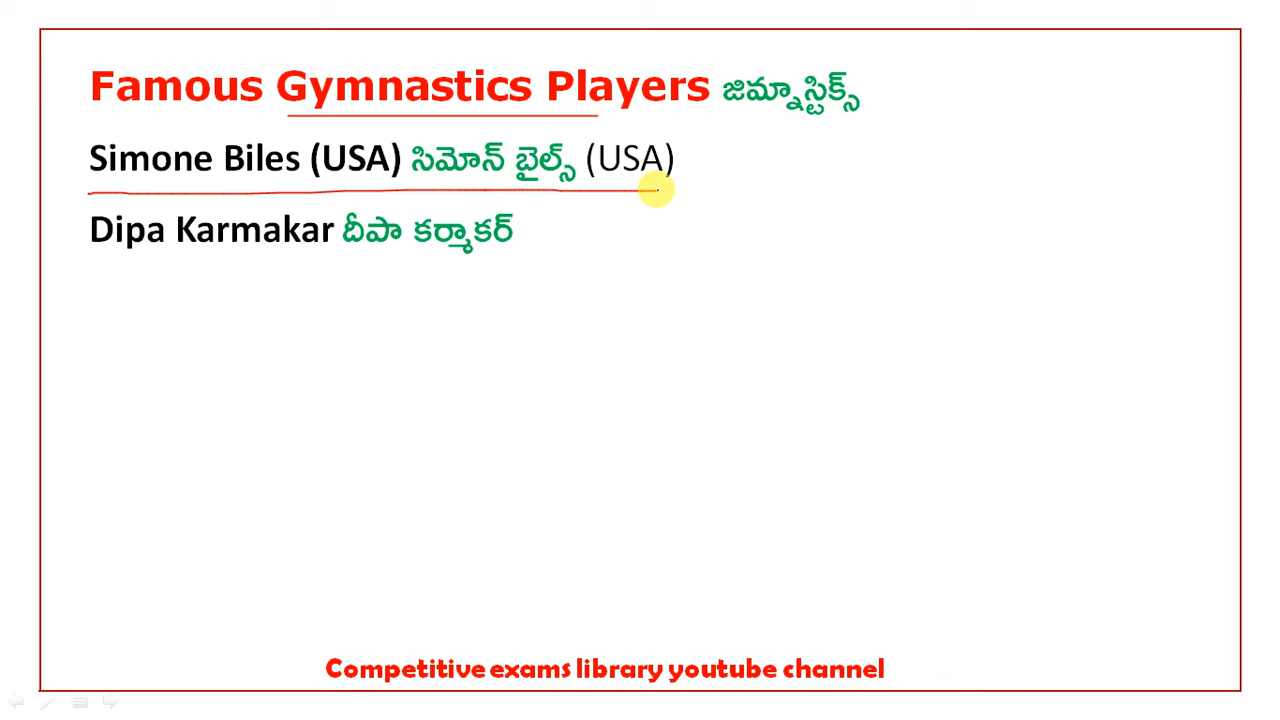 Famous Gymnastics Players జిమ్నాస్టిక్స్
Simone Biles (USA) సిమోన్ బైల్స్ (USA)
Dipa Karmakar దీపా కర్మాకర్
Competitive exams library youtube channel